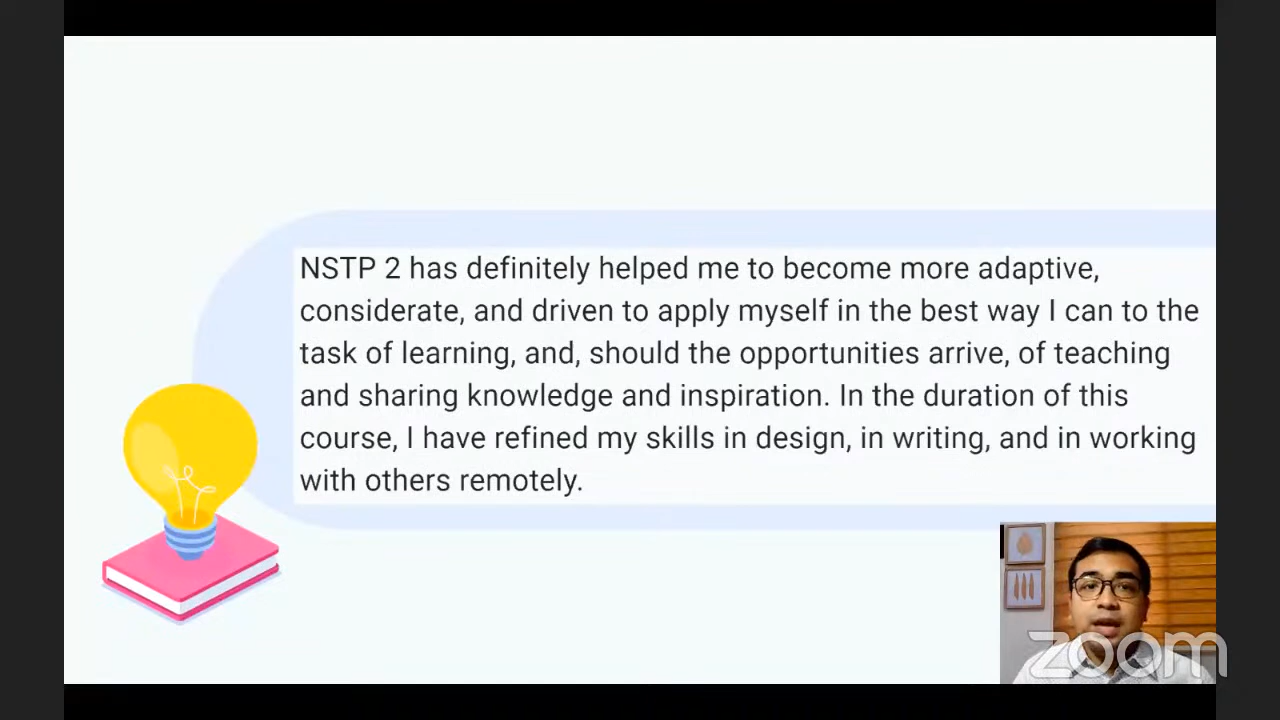 NSTP 2 has definitely helped me to become more adaptive,
considerate, and driven to apply myself in the best way I can to the
task of learning, and, should the opportunities arrive, of teaching
and sharing knowledge and inspiration. In the duration of this
course, I have refined my skills in design, in writing, and in working
with others remotely.
zoom